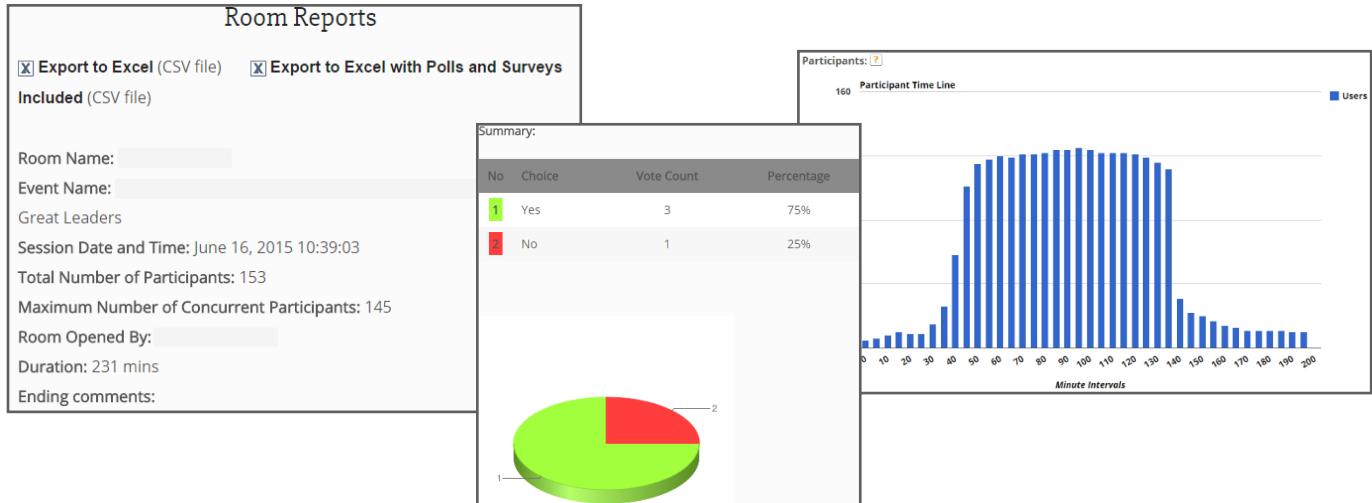 Room Reports
Export to Excel (CSV file) Export to Excel with Polls and Surveys
Included (CSV file)
Room Name:
Event Name:
Great Leaders
Session Date and Time: June 16, 2015 10:39:03
Total Number of Participants: 153
Maximum Number of Concurrent Participants: 145
Room Opened By:
Duration: 231 mins
Ending comments:
Summary:
No Choice Vote Count Percentage
1 Yes 3 75%
2 No 1 25%
2
1
Participants: ?
Participant Time Line
160
Users
0 10 20 30 40 50 60 70 80 90 100 110 120 130 140 150 160 170 180 190 200
Minute Intervals